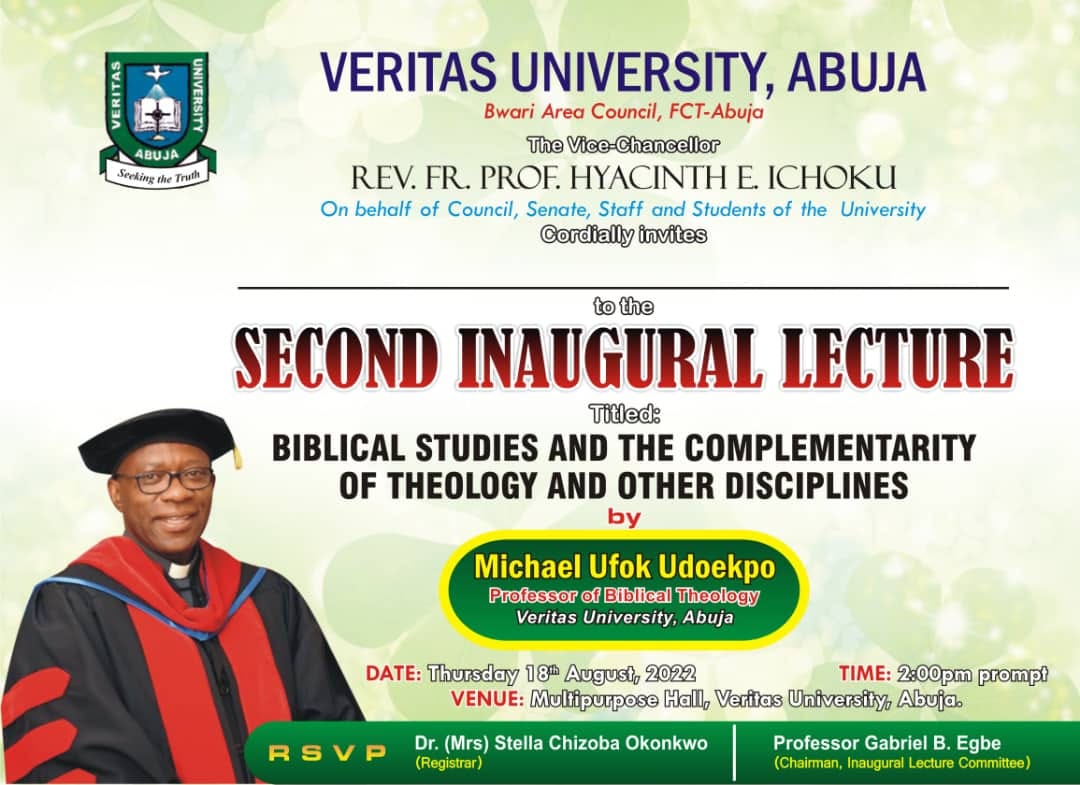 VERITAS UNIVERSITY
ABUJA
Seeking the Truth
VERITAS UNIVERSITY, ABUJA
Bwari Area Council, FCT-Abuja
The Vice-Chancellor
REV. FR. PROF. HYACINTH E. ICHOKU
On behalf of Council, Senate, Staff and Students of the University
Cordially invites
to the
SECOND INAUGURAL LECTURE
Titled:
BIBLICAL STUDIES AND THE COMPLEMENTARITY
OF THEOLOGY AND OTHER DISCIPLINES
by
Michael Ufok Udoekpo
Professor of Biblical Theology
Veritas University, Abuja
DATE: Thursday 18th August, 2022 TIME: 2:00pm prompt
VENUE: Multipurpose Hall, Veritas University, Abuja.
RSVP
Dr. (Mrs) Stella Chizoba Okonkwo
(Registrar)
Professor Gabriel B. Egbe
(Chairman, Inaugural Lecture Committee)